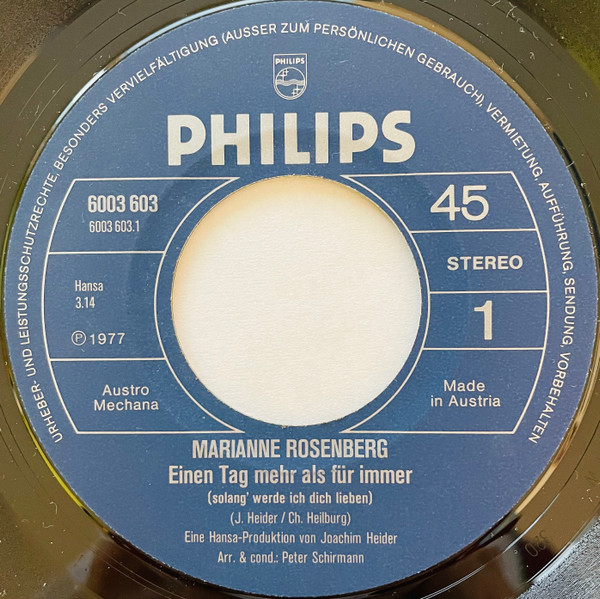 URHEBER- UND LEISTUNGSSCHUTZRECHTE, BESONDERS VERVIELFÄLTIGUNG (AUSSER ZUM PERSÖNLICHEN GEBRAUCH), VERMIETUNG, AUFFÜHRUNG, SENDUNG, VORBEHALTEN
PHILIPS
PHILIPS
6003 603
6003 603.1
45
STEREO
Hansa
3.14
Ⓟ 1977
1
Austro
Mechana
Made
in Austria
MARIANNE ROSENBERG
Einen Tag mehr als für immer
(solang' werde ich dich lieben)
(J. Heider / Ch. Heilburg)
Eine Hansa-Produktion von Joachim Heider
Arr. & cond.: Peter Schirmann